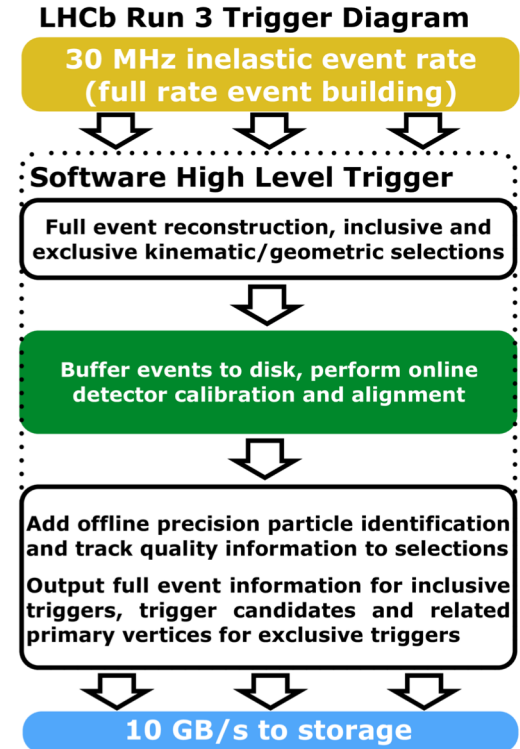 LHCb Run 3 Trigger Diagram
30 MHz inelastic event rate
(full rate event building)
Software High Level Trigger
Full event reconstruction, inclusive and
exclusive kinematic/geometric selections
Buffer events to disk, perform online
detector calibration and alignment
Add offline precision particle identification
and track quality information to selections
Output full event information for inclusive
triggers, trigger candidates and related
primary vertices for exclusive triggers
10 GB/s to storage